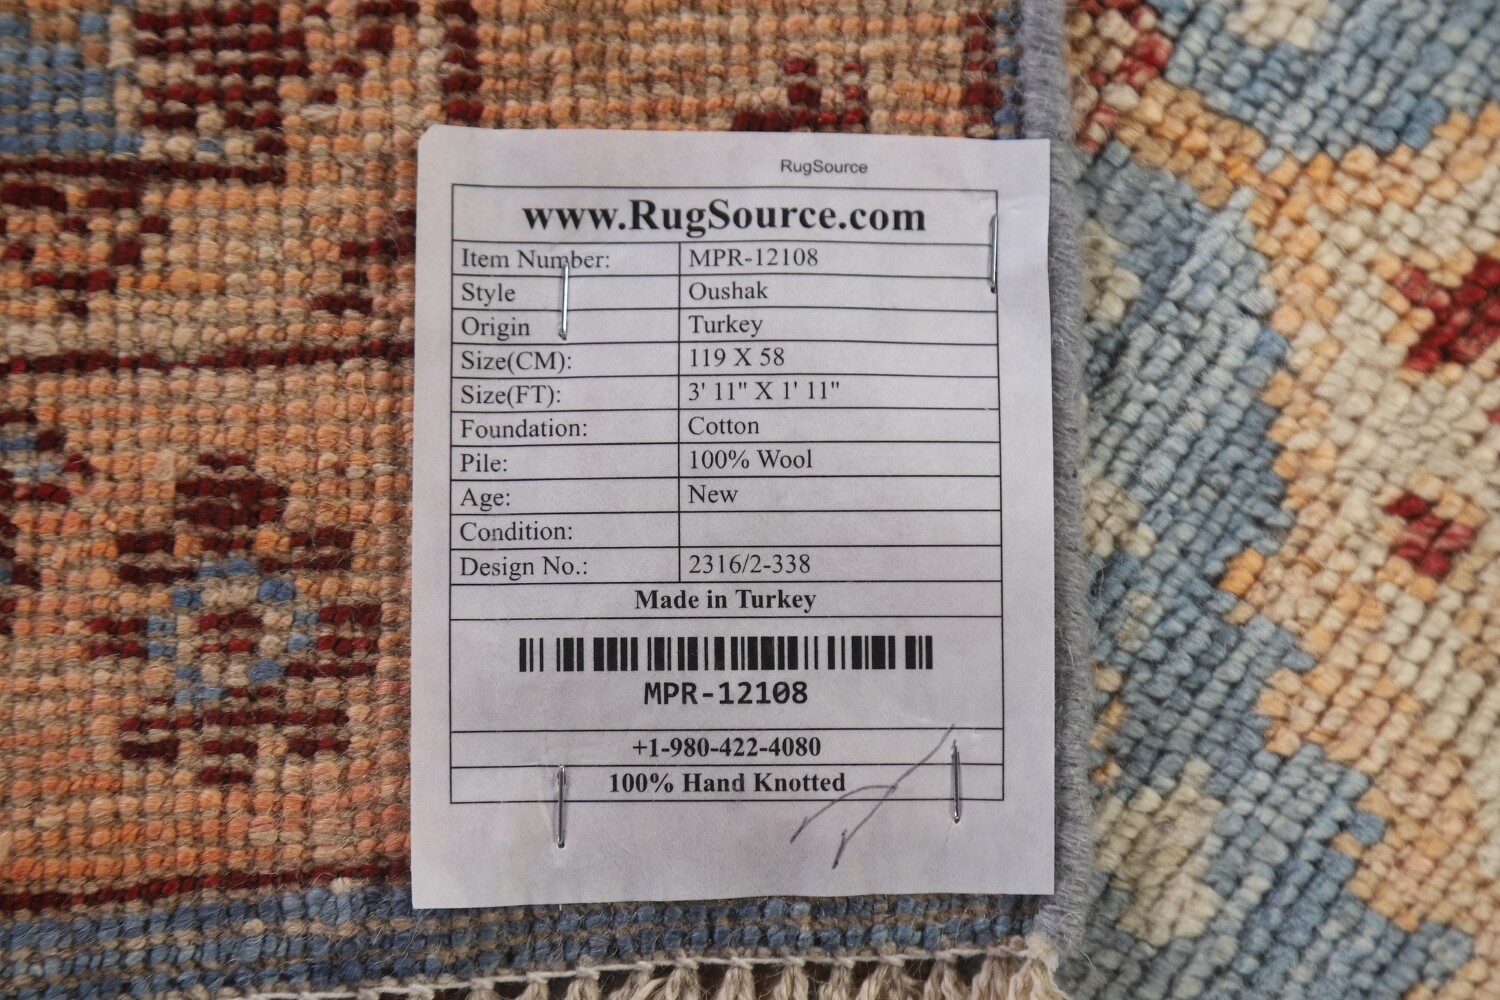 RugSource
www.RugSource.com
Item Number: MPR-12108
Style Oushak
Origin Turkey
Size(CM): 119 X 58
Size(FT): 3' 11" X 1' 11"
Foundation: Cotton
Pile: 100% Wool
Age: New
Condition:
Design No.: 2316/2-338
Made in Turkey
MPR-12108
+1-980-422-4080
100% Hand Knotted